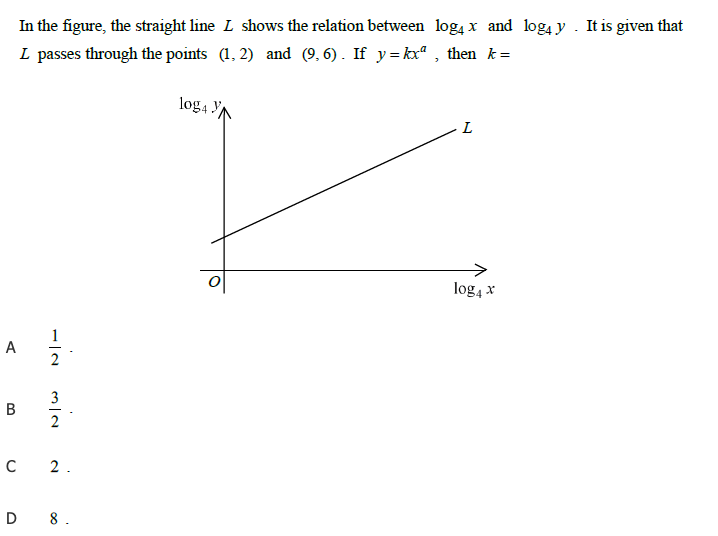 In the figure, the straight line L shows the relation between log₄ x and log₄ y . It is given that
L passes through the points (1, 2) and (9, 6) . If y = kxᵃ , then k =
log₄ y
L
O
log₄ x
A 1/2 .
B 3/2 .
C 2 .
D 8 .